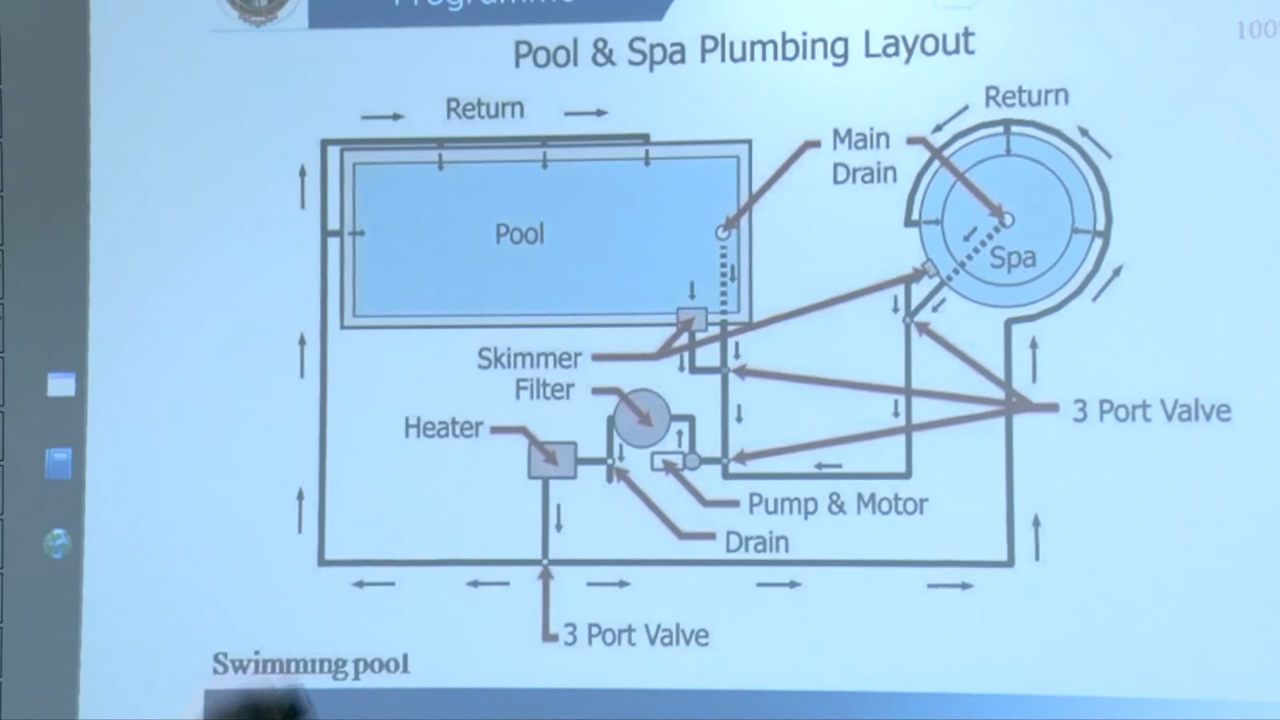 Programme
100
Pool & Spa Plumbing Layout
Return
Return
Main
Drain
Pool
Spa
Skimmer
Filter
Heater
3 Port Valve
Pump & Motor
Drain
3 Port Valve
Swimming pool